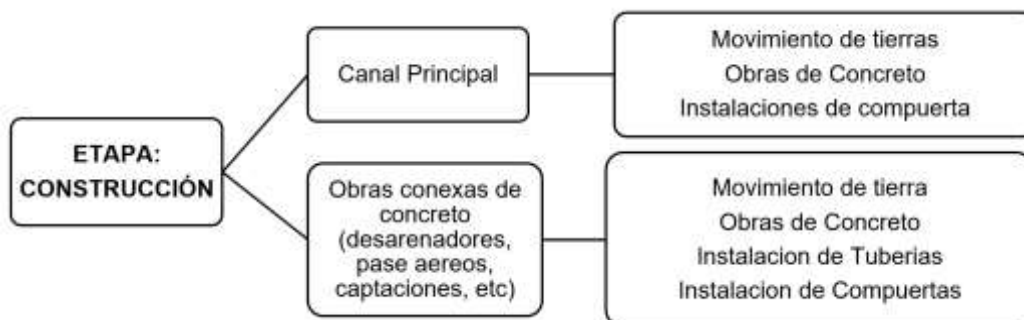 ETAPA:
CONSTRUCCIÓN
Canal Principal
Movimiento de tierras
Obras de Concreto
Instalaciones de compuerta
Obras conexas de
concreto
(desarenadores,
pase aereos,
captaciones, etc)
Movimiento de tierra
Obras de Concreto
Instalacion de Tuberias
Instalacion de Compuertas